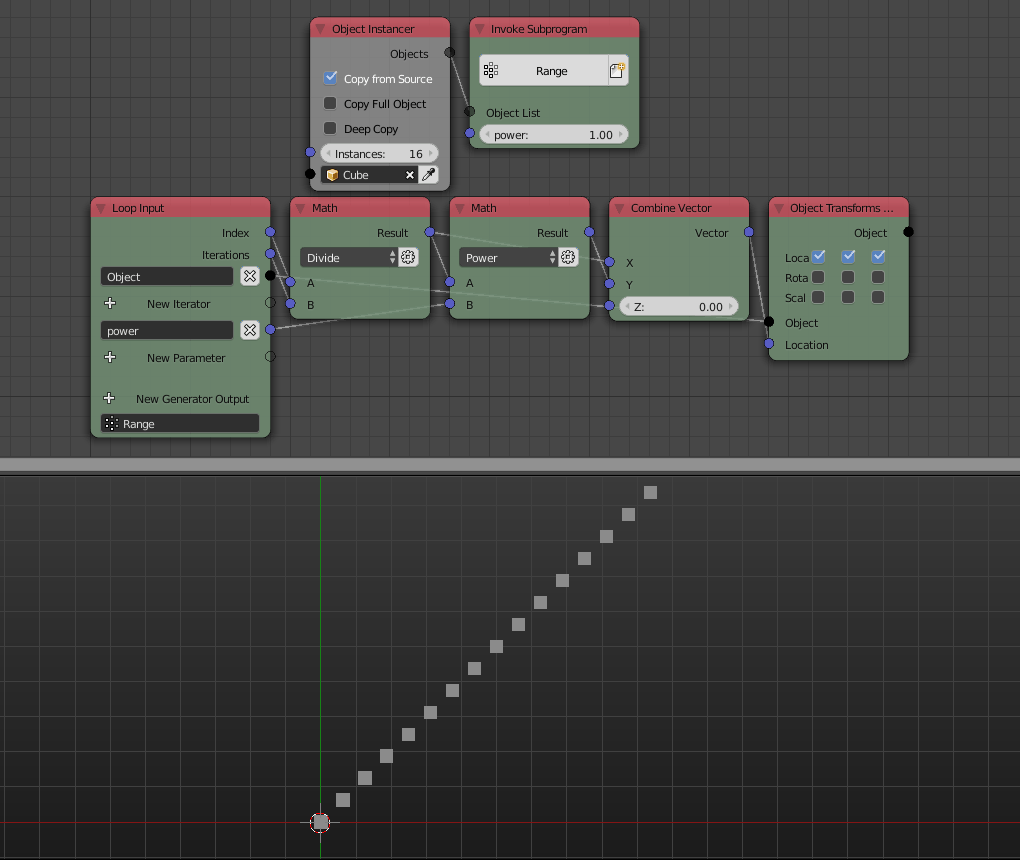 Object Instancer
Objects
Copy from Source
Copy Full Object
Deep Copy
Instances: 16
Cube
Invoke Subprogram
Range
Object List
power: 1.00
Loop Input
Index
Iterations
Object
New Iterator
power
New Parameter
New Generator Output
Range
Math
Result
Divide
A
B
Math
Result
Power
A
B
Combine Vector
Vector
X
Y
Z: 0.00
Object Transforms ...
Object
Loca
Rota
Scal
Object
Location